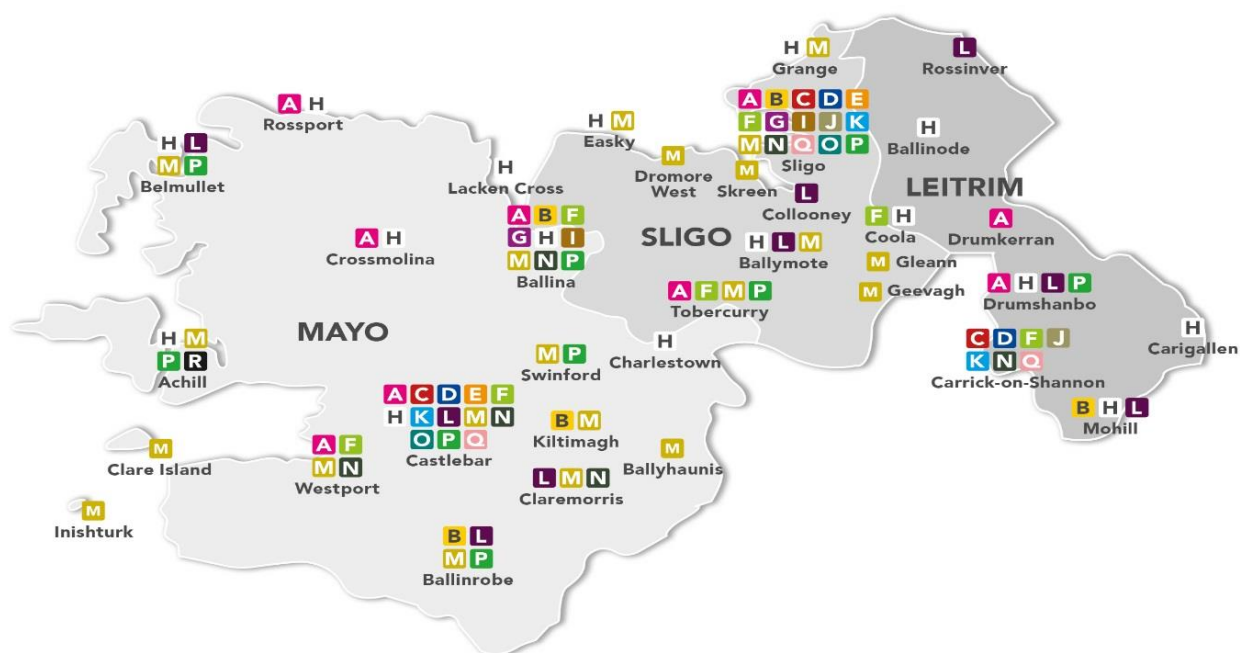 H M
Grange
L
Rossinver
A H
Rossport
A B C D E
F G I J K
M N Q O P
Sligo
H M
Easky
H
Ballinode
H L
M P
Belmullet
M
Dromore
West
M
Skreen
H
Lacken Cross
LEITRIM
L
Collooney
A B F
G H I
M N P
Ballina
F H
Coola
A
Drumkerran
A H
Crossmolina
SLIGO
H L M
Ballymote
M Gleann
M Geevagh
A F M P
Tobercurry
A H L P
Drumshanbo
MAYO
H M
P R
Achill
H
Charlestown
C D F J
K N Q
Carrick-on-Shannon
H
Carigallen
M P
Swinford
A C D E F
H K L M N
O P Q
Castlebar
B M
Kiltimagh
B H L
Mohill
M
Clare Island
A F
M N
Westport
M
Ballyhaunis
L M N
Claremorris
M
Inishturk
B L
M P
Ballinrobe